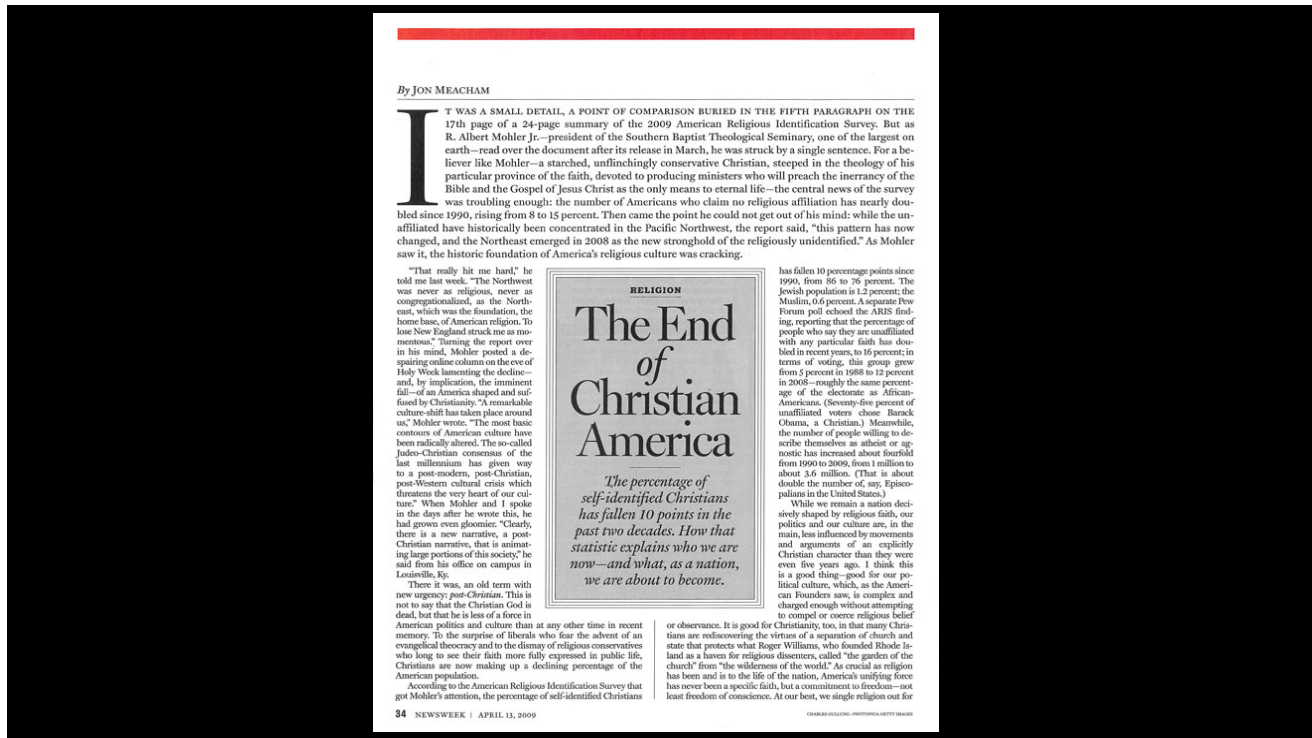 By JON MEACHAM
IT WAS A SMALL DETAIL, A POINT OF COMPARISON BURIED IN THE FIFTH PARAGRAPH ON THE
17th page of a 24-page summary of the 2009 American Religious Identification Survey. But as
R. Albert Mohler Jr.—president of the Southern Baptist Theological Seminary, one of the largest on
earth—read over the document after its release in March, he was struck by a single sentence. For a be-
liever like Mohler—a starched, unflinchingly conservative Christian, steeped in the theology of his
particular province of the faith, devoted to producing ministers who will preach the inerrancy of the
Bible and the Gospel of Jesus Christ as the only means to eternal life—the central news of the survey
was troubling enough: the number of Americans who claim no religious affiliation has nearly dou-
bled since 1990, rising from 8 to 15 percent. Then came the point he could not get out of his mind: while the un-
affiliated have historically been concentrated in the Pacific Northwest, the report said, “this pattern has now
changed, and the Northeast emerged in 2008 as the new stronghold of the religiously unidentified.” As Mohler
saw it, the historic foundation of America’s religious culture was cracking.
“That really hit me hard,” he
told me last week. “The Northwest
was never as religious, never as
congregationalized, as the North-
east, which was the foundation, the
home base, of American religion. To
lose New England struck me as mo-
mentous.” Turning the report over
in his mind, Mohler posted a de-
spairing online column on the eve of
Holy Week lamenting the decline—
and, by implication, the imminent
fall—of an America shaped and suf-
fused by Christianity. “A remarkable
culture-shift has taken place around
us,” Mohler wrote. “The most basic
contours of American culture have
been radically altered. The so-called
Judeo-Christian consensus of the
last millennium has given way
to a post-modern, post-Christian,
post-Western cultural crisis which
threatens the very heart of our cul-
ture.” When Mohler and I spoke
in the days after he wrote this, he
had grown even gloomier. “Clearly,
there is a new narrative, a post-
Christian narrative, that is animat-
ing large portions of this society,” he
said from his office on campus in
Louisville, Ky.
There it was, an old term with
new urgency: post-Christian. This is
not to say that the Christian God is
dead, but that he is less of a force in
American politics and culture than at any other time in recent
memory. To the surprise of liberals who fear the advent of an
evangelical theocracy and to the dismay of religious conservatives
who long to see their faith more fully expressed in public life,
Christians are now making up a declining percentage of the
American population.
According to the American Religious Identification Survey that
got Mohler’s attention, the percentage of self-identified Christians
RELIGION
The End
of
Christian
America
The percentage of
self-identified Christians
has fallen 10 points in the
past two decades. How that
statistic explains who we are
now—and what, as a nation,
we are about to become.
has fallen 10 percentage points since
1990, from 86 to 76 percent. The
Jewish population is 1.2 percent; the
Muslim, 0.6 percent. A separate Pew
Forum poll echoed the ARIS find-
ing, reporting that the percentage of
people who say they are unaffiliated
with any particular faith has dou-
bled in recent years, to 16 percent; in
terms of voting, this group grew
from 5 percent in 1988 to 12 percent
in 2008—roughly the same percent-
age of the electorate as African-
Americans. (Seventy-five percent of
unaffiliated voters chose Barack
Obama, a Christian.) Meanwhile,
the number of people willing to de-
scribe themselves as atheist or ag-
nostic has increased about fourfold
from 1990 to 2009, from 1 million to
about 3.6 million. (That is about
double the number of, say, Episco-
palians in the United States.)
While we remain a nation deci-
sively shaped by religious faith, our
politics and our culture are, in the
main, less influenced by movements
and arguments of an explicitly
Christian character than they were
even five years ago. I think this
is a good thing—good for our po-
litical culture, which, as the Ameri-
can Founders saw, is complex and
charged enough without attempting
to compel or coerce religious belief
or observance. It is good for Christianity, too, in that many Chris-
tians are rediscovering the virtues of a separation of church and
state that protects what Roger Williams, who founded Rhode Is-
land as a haven for religious dissenters, called “the garden of the
church” from “the wilderness of the world.” As crucial as religion
has been and is to the life of the nation, America’s unifying force
has never been a specific faith, but a commitment to freedom—not
least freedom of conscience. At our best, we single religion out for
34 NEWSWEEK | APRIL 13, 2009
CHARLES GULLUNG—PHOTONICA-GETTY IMAGES